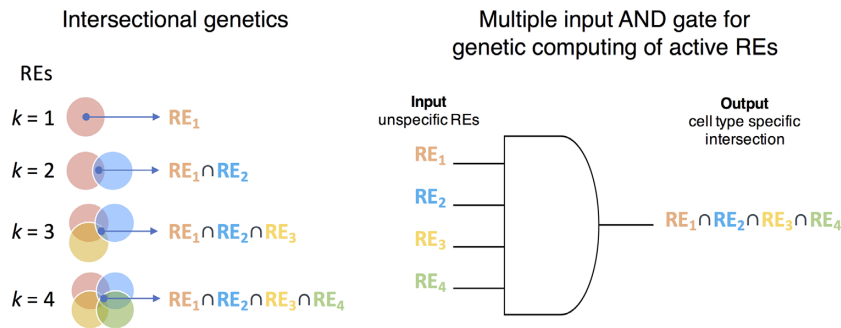 Intersectional genetics
REs
k = 1
RE₁
k = 2
RE₁∩RE₂
k = 3
RE₁∩RE₂∩RE₃
k = 4
RE₁∩RE₂∩RE₃∩RE₄
Multiple input AND gate for
genetic computing of active REs
Input
unspecific REs
RE₁
RE₂
RE₃
RE₄
Output
cell type specific
intersection
RE₁∩RE₂∩RE₃∩RE₄